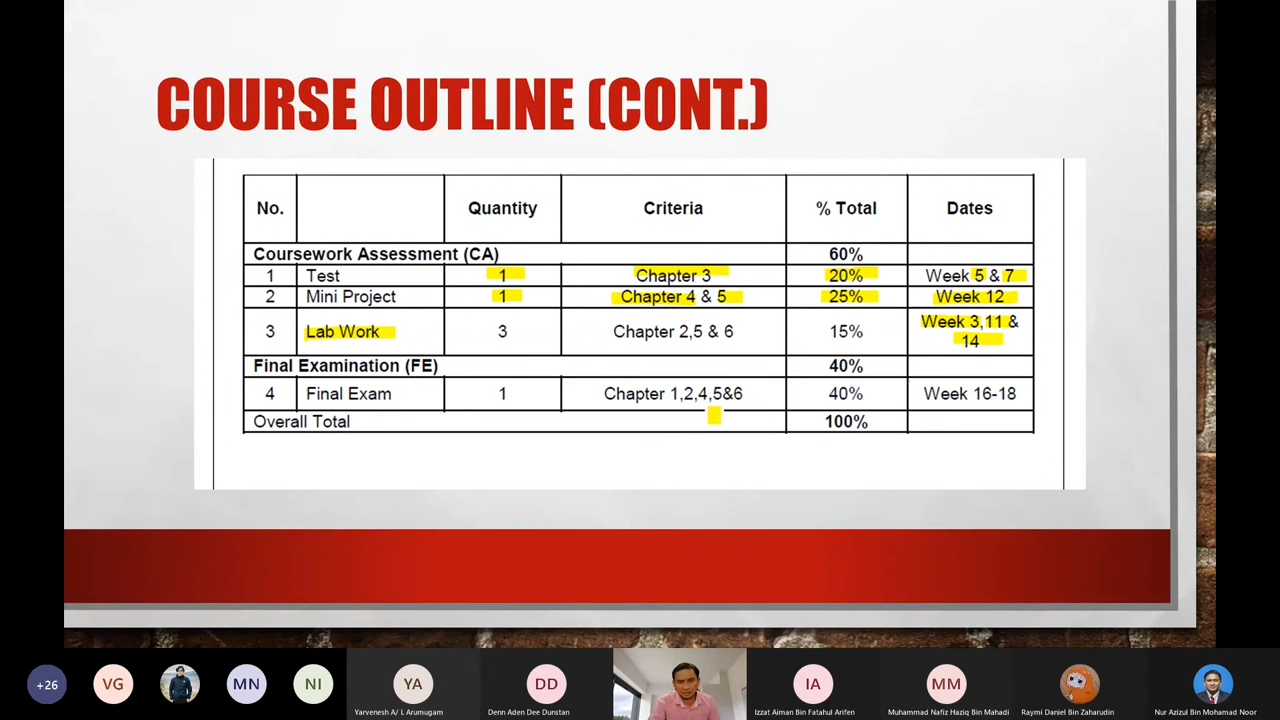 COURSE OUTLINE (CONT.)
No. Quantity Criteria % Total Dates
Coursework Assessment (CA) 60%
1 Test 1 Chapter 3 20% Week 5 & 7
2 Mini Project 1 Chapter 4 & 5 25% Week 12
3 Lab Work 3 Chapter 2,5 & 6 15% Week 3,11 &
14
Final Examination (FE) 40%
4 Final Exam 1 Chapter 1,2,4,5&6 40% Week 16-18
Overall Total 100%
+26 VG MN NI YA DD IA MM
Yarvenesh A/ L Arumugam Denn Aden Dee Dunstan Izzat Aiman Bin Fatahul Arifen Muhammad Nafiz Haziq Bin Mahadi Raymi Daniel Bin Zaharudin Nur Azizul Bin Mohamad Noor